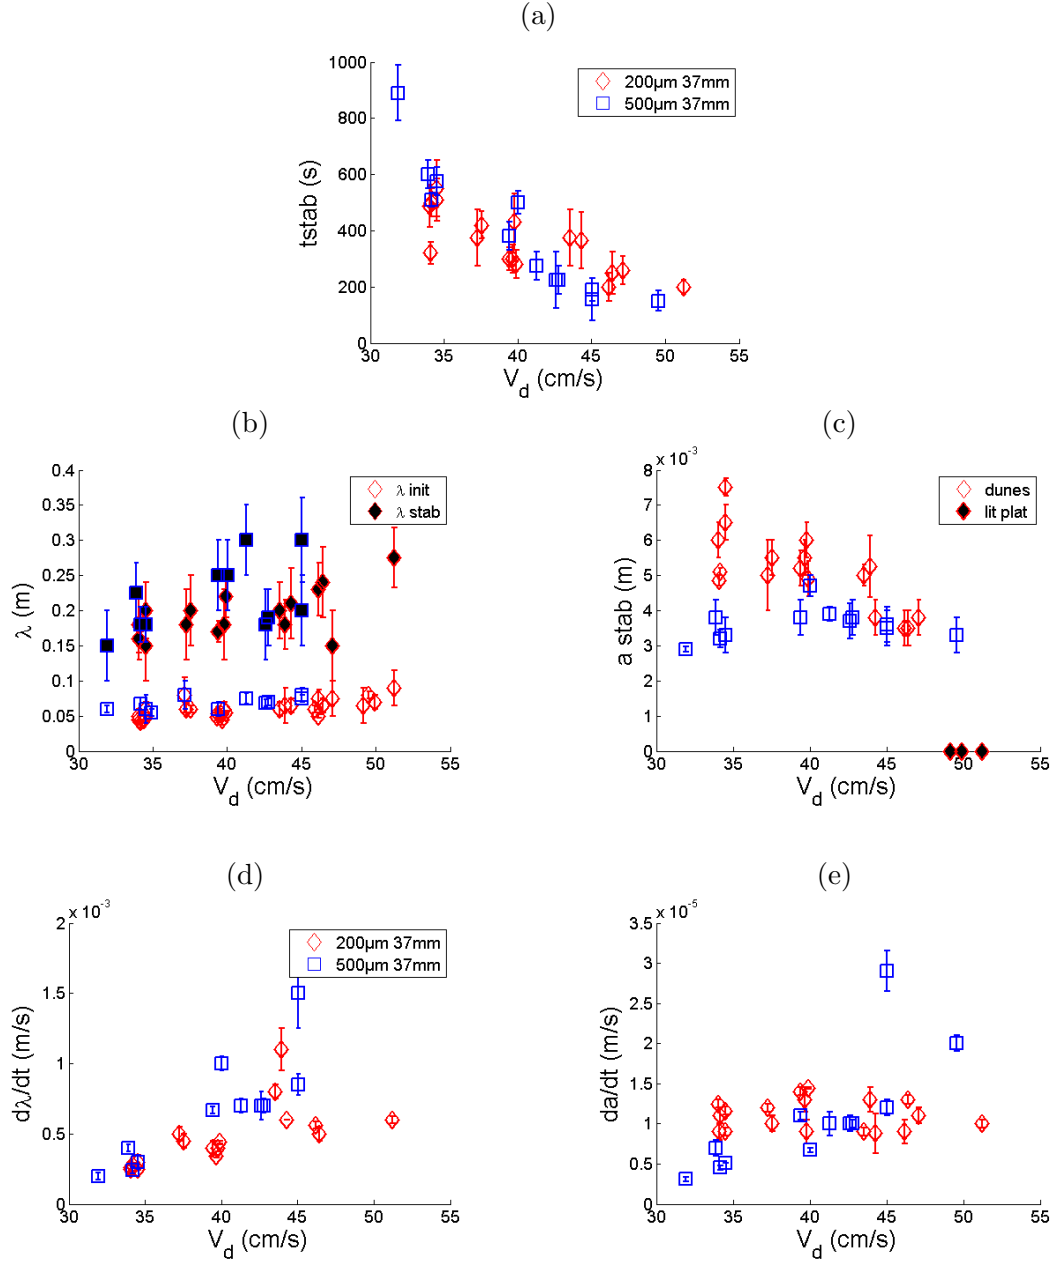 (a)
1000
800
600
400
200
0
tstab (s)
200µm 37mm
500µm 37mm
30 35 40 45 50 55
V_d (cm/s)
(b)
0.4
0.35
0.3
0.25
0.2
0.15
0.1
0.05
0
λ (m)
λ init
λ stab
30 35 40 45 50 55
V_d (cm/s)
(c)
x 10^-3
8
7
6
5
4
3
2
1
0
a stab (m)
dunes
lit plat
30 35 40 45 50 55
V_d (cm/s)
(d)
x 10^-3
2
1.5
1
0.5
0
dλ/dt (m/s)
200µm 37mm
500µm 37mm
30 35 40 45 50 55
V_d (cm/s)
(e)
x 10^-5
3.5
3
2.5
2
1.5
1
0.5
0
da/dt (m/s)
30 35 40 45 50 55
V_d (cm/s)